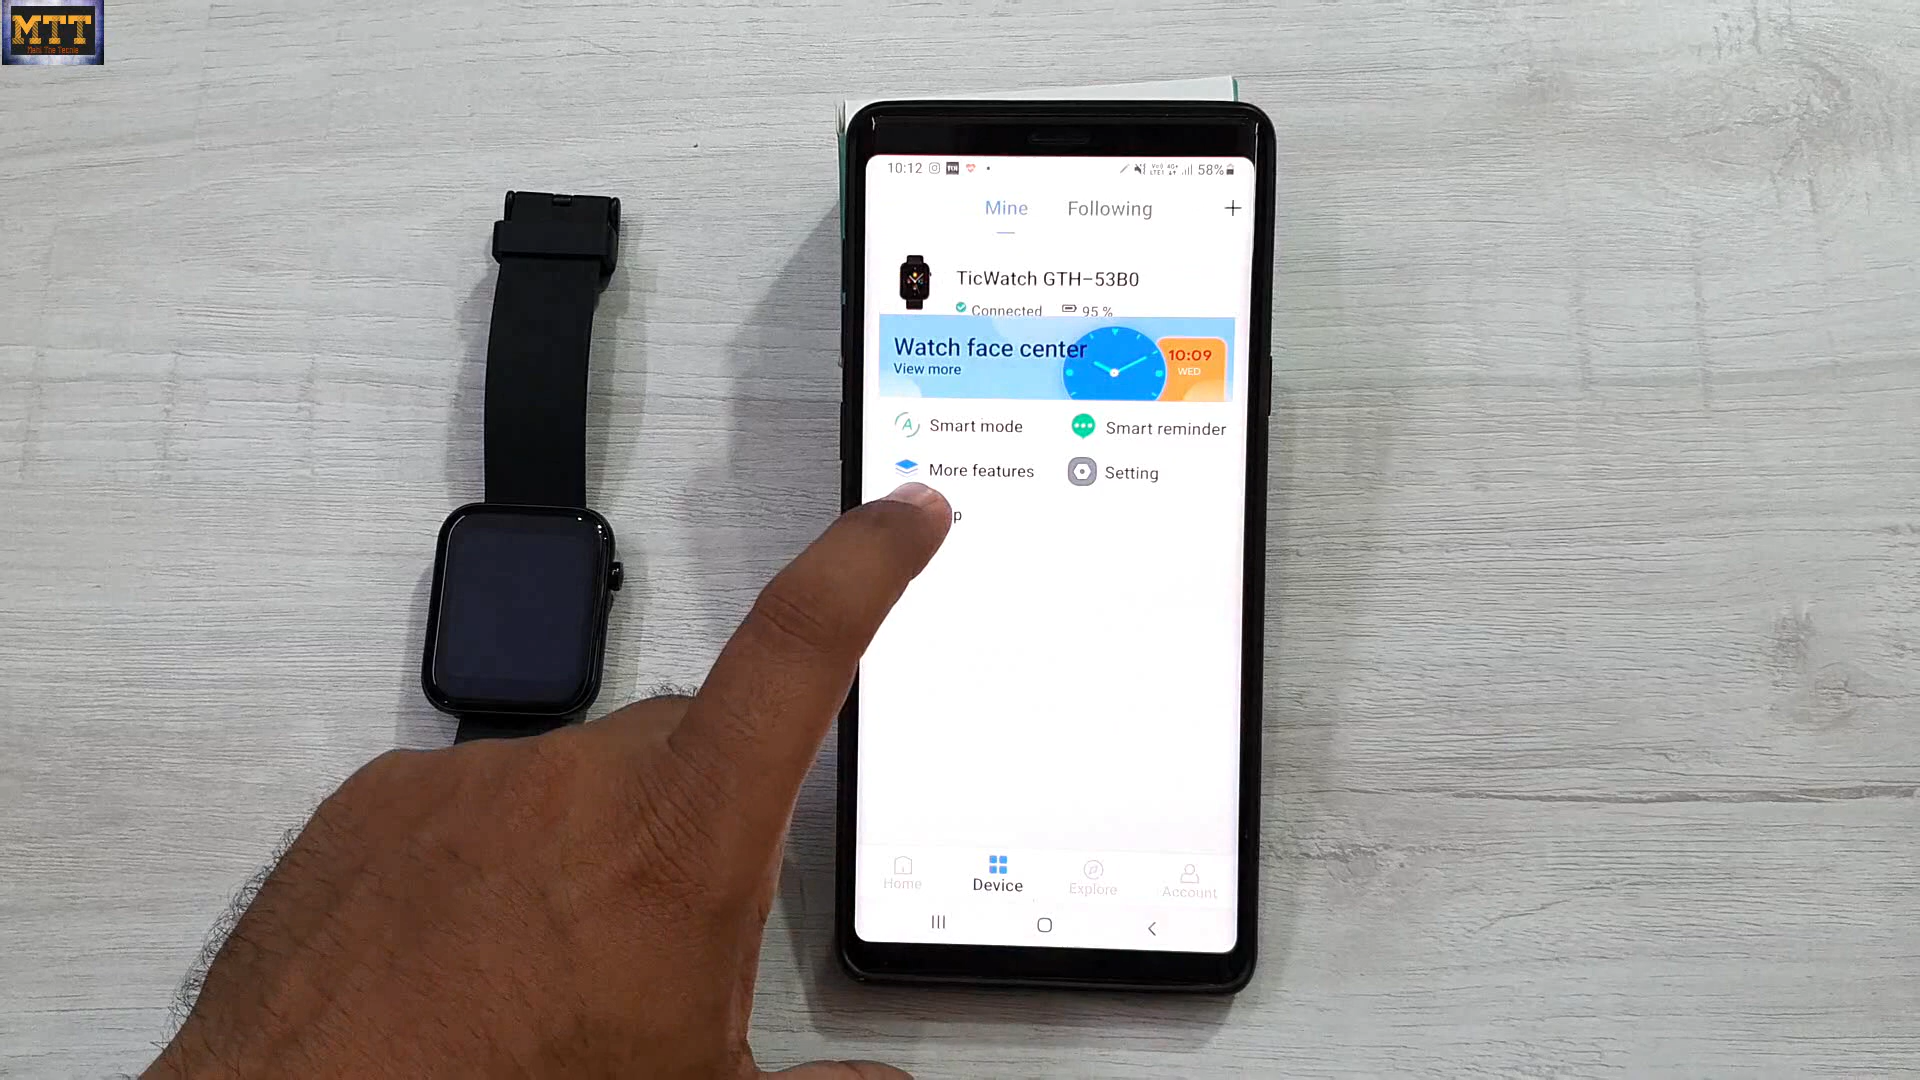 MTT
10:12
58%
Mine
Following
TicWatch GTH-53B0
Connected
95 %
Watch face center
View more
10:09
WED
Smart mode
Smart reminder
More features
Setting
p
Home
Device
Explore
Account